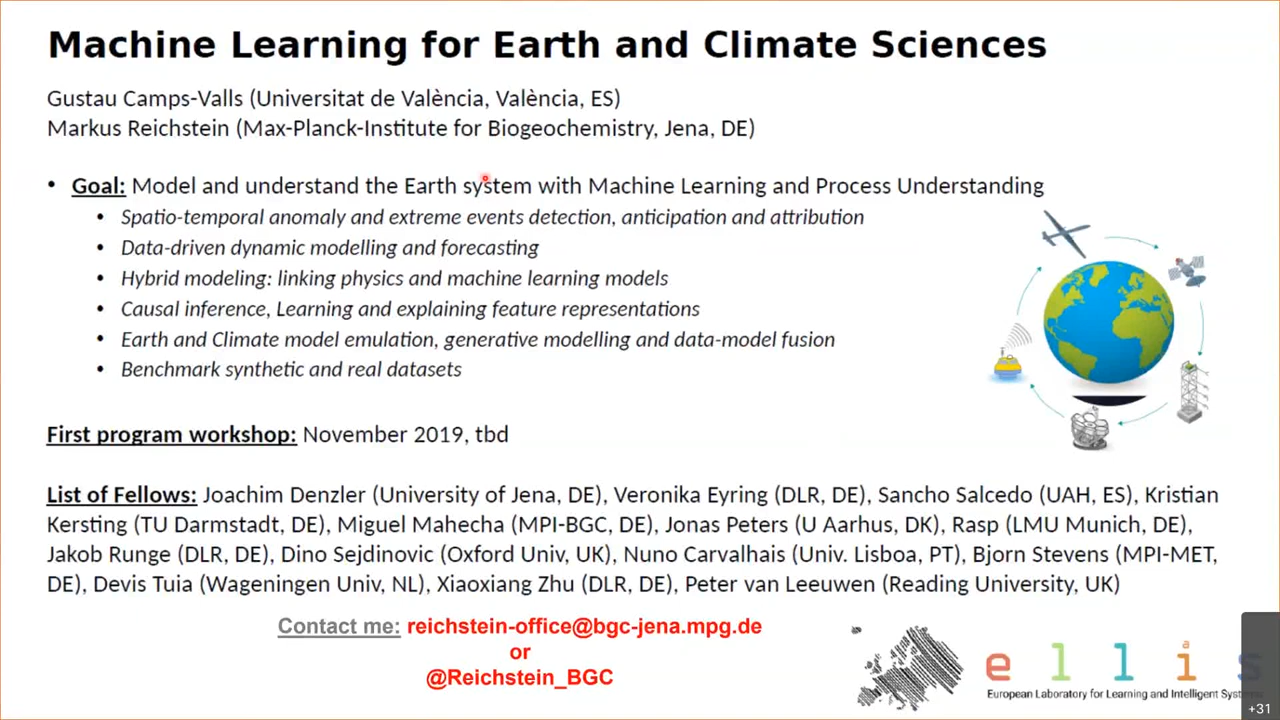 Machine Learning for Earth and Climate Sciences
Gustau Camps-Valls (Universitat de València, València, ES)
Markus Reichstein (Max-Planck-Institute for Biogeochemistry, Jena, DE)
• Goal: Model and understand the Earth system with Machine Learning and Process Understanding
• Spatio-temporal anomaly and extreme events detection, anticipation and attribution
• Data-driven dynamic modelling and forecasting
• Hybrid modeling: linking physics and machine learning models
• Causal inference, Learning and explaining feature representations
• Earth and Climate model emulation, generative modelling and data-model fusion
• Benchmark synthetic and real datasets
First program workshop: November 2019, tbd
List of Fellows: Joachim Denzler (University of Jena, DE), Veronika Eyring (DLR, DE), Sancho Salcedo (UAH, ES), Kristian
Kersting (TU Darmstadt, DE), Miguel Mahecha (MPI-BGC, DE), Jonas Peters (U Aarhus, DK), Rasp (LMU Munich, DE),
Jakob Runge (DLR, DE), Dino Sejdinovic (Oxford Univ, UK), Nuno Carvalhais (Univ. Lisboa, PT), Bjorn Stevens (MPI-MET,
DE), Devis Tuia (Wageningen Univ, NL), Xiaoxiang Zhu (DLR, DE), Peter van Leeuwen (Reading University, UK)
Contact me: reichstein-office@bgc-jena.mpg.de
or
@Reichstein_BGC
ellis
European Laboratory for Learning and Intelligent Systems
+31